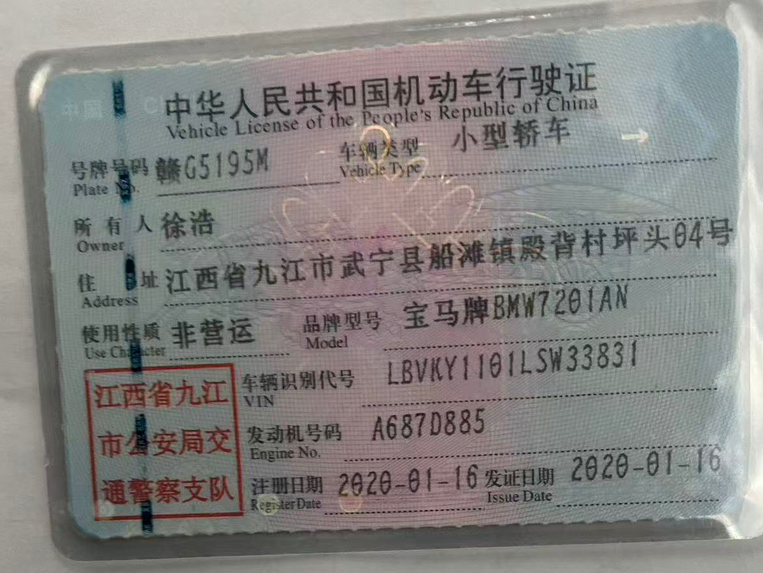 中华人民共和国机动车行驶证
Vehicle License of the People's Republic of China
号牌号码 赣G5195M 车辆类型 小型轿车
Plate No. Vehicle Type
所有人 徐浩
Owner
住址 江西省九江市武宁县船滩镇殿背村坪头04号
Address
使用性质 非营运 品牌型号 宝马牌BMW7201AN
Use Character Model
车辆识别代号 LBVKY1101LSW33831
VIN
发动机号码 A687D885
Engine No.
注册日期 2020-01-16 发证日期 2020-01-16
Register Date Issue Date
江西省九江
市公安局交
通警察支队